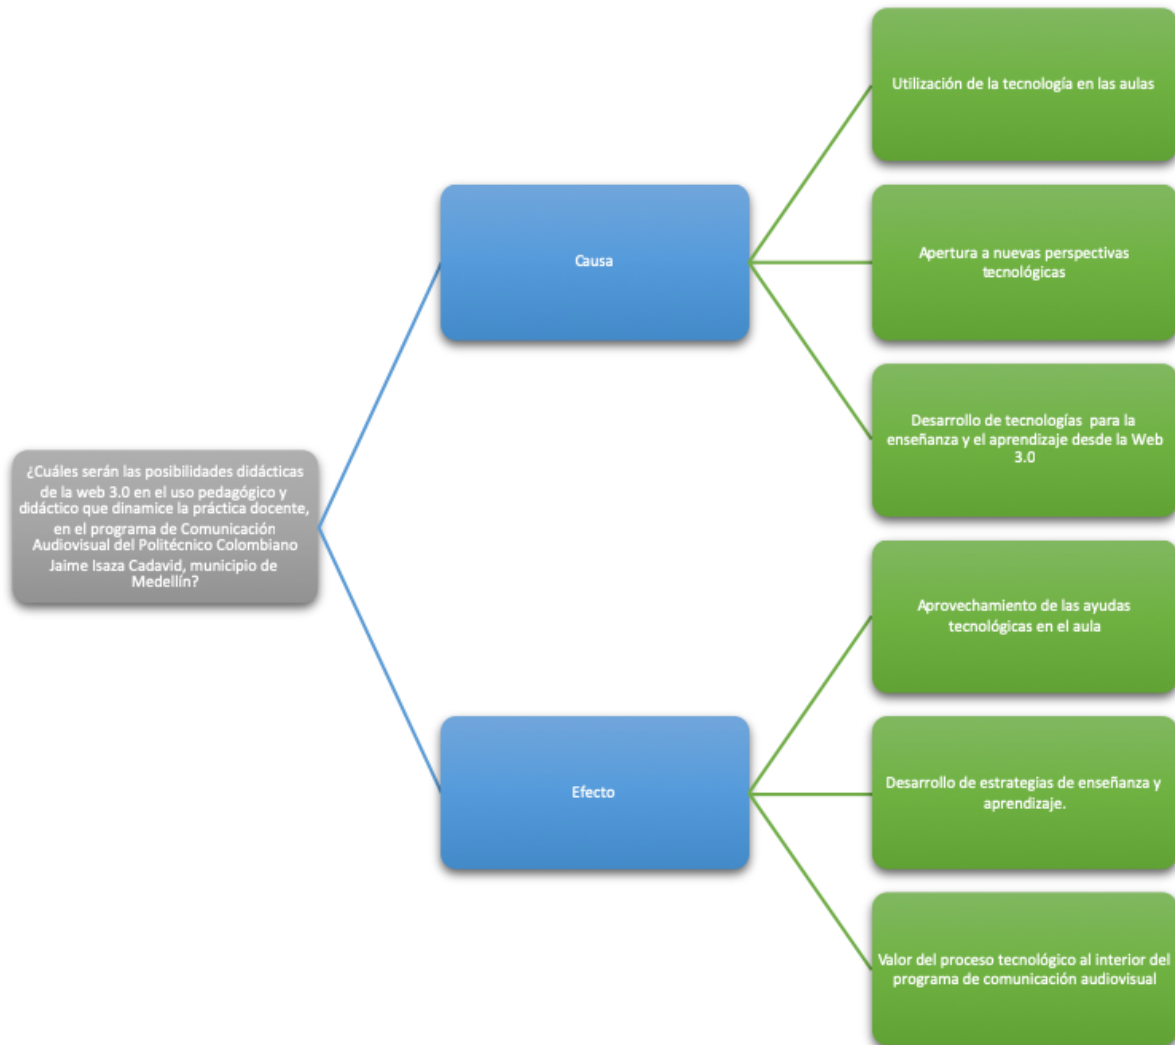 ¿Cuáles serán las posibilidades didácticas
de la web 3.0 en el uso pedagógico y
didáctico que dinamice la práctica docente,
en el programa de Comunicación
Audiovisual del Politécnico Colombiano
Jaime Isaza Cadavid, municipio de
Medellín?
Causa
Utilización de la tecnología en las aulas
Apertura a nuevas perspectivas
tecnológicas
Desarrollo de tecnologías para la
enseñanza y el aprendizaje desde la Web
3.0
Efecto
Aprovechamiento de las ayudas
tecnológicas en el aula
Desarrollo de estrategias de enseñanza y
aprendizaje.
Valor del proceso tecnológico al interior del
programa de comunicación audiovisual